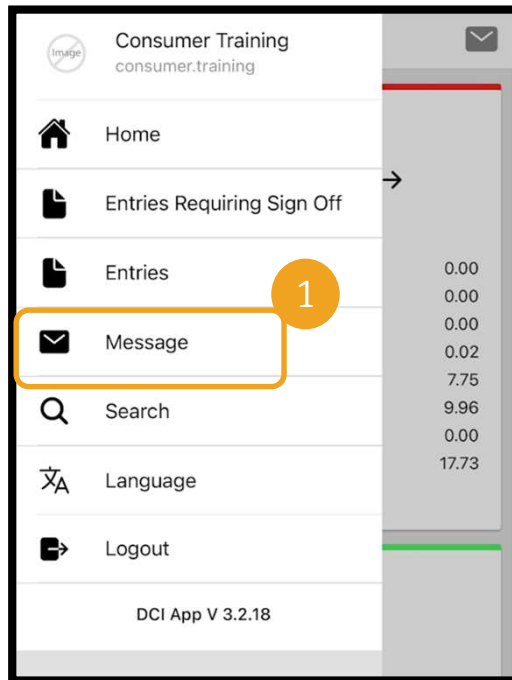 Image
Consumer Training
consumer.training
Home
Entries Requiring Sign Off
Entries
1
Message
Search
Language
Logout
DCI App V 3.2.18
0.00
0.00
0.00
0.02
7.75
9.96
0.00
17.73